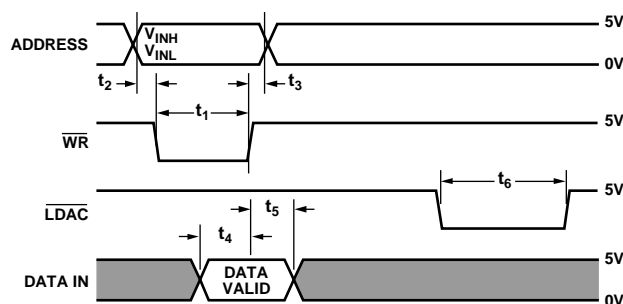 ADDRESS
V_INH
V_INL
5V
0V
t2
t3
t1
WR
5V
LDAC
5V
t6
t5
t4
DATA IN
DATA
VALID
5V
0V